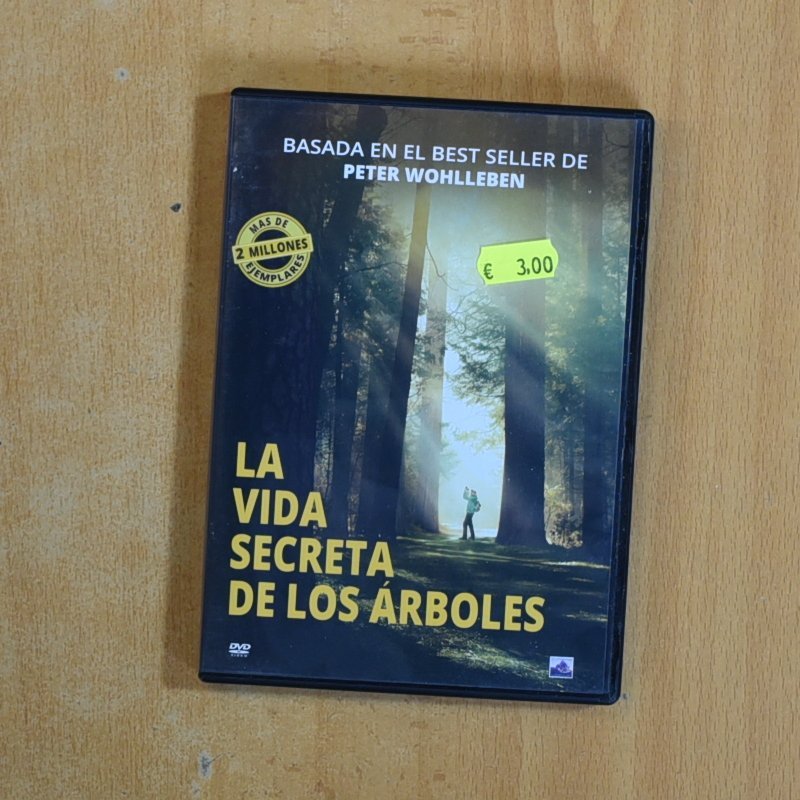 BASADA EN EL BEST SELLER DE
PETER WOHLLEBEN
MAS DE
2 MILLONES
EJEMPLARES
€ 3,00
LA
VIDA
SECRETA
DE LOS ÁRBOLES
DVD
VIDEO